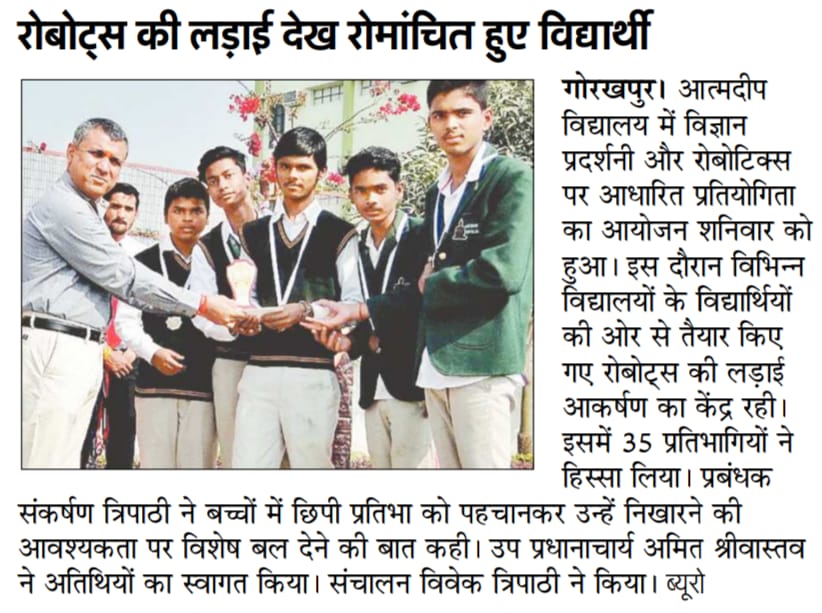 रोबोट्स की लड़ाई देख रोमांचित हुए विद्यार्थी
गोरखपुर। आत्मदीप
विद्यालय में विज्ञान
प्रदर्शनी और रोबोटिक्स
पर आधारित प्रतियोगिता
का आयोजन शनिवार को
हुआ। इस दौरान विभिन्न
विद्यालयों के विद्यार्थियों
की ओर से तैयार किए
गए रोबोट्स की लड़ाई
आकर्षण का केंद्र रही।
इसमें 35 प्रतिभागियों ने
हिस्सा लिया। प्रबंधक
संकर्षण त्रिपाठी ने बच्चों में छिपी प्रतिभा को पहचानकर उन्हें निखारने की
आवश्यकता पर विशेष बल देने की बात कही। उप प्रधानाचार्य अमित श्रीवास्तव
ने अतिथियों का स्वागत किया। संचालन विवेक त्रिपाठी ने किया। ब्यूरो